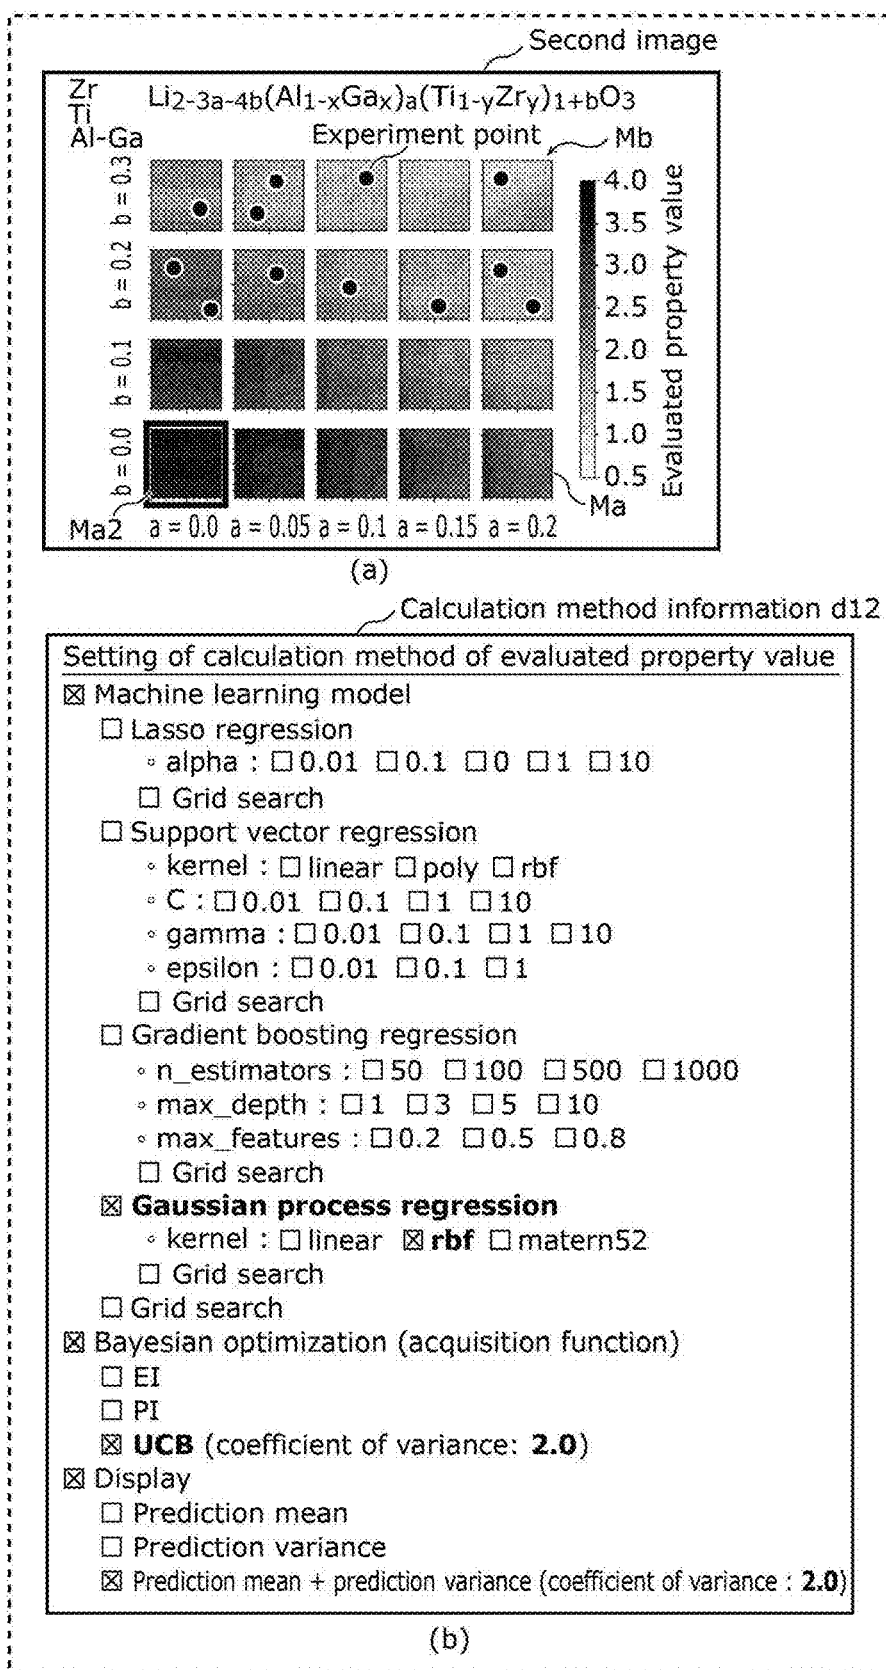 Second image
Zr
Ti
Al-Ga
Li2-3a-4b(Al1-xGax)a(Ti1-yZry)1+bO3
Experiment point
Mb
b = 0.3
b = 0.2
b = 0.1
b = 0.0
4.0
3.5
3.0
2.5
2.0
1.5
1.0
0.5
Evaluated property value
Ma
Ma2
a = 0.0 a = 0.05 a = 0.1 a = 0.15 a = 0.2
(a)
Calculation method information d12
Setting of calculation method of evaluated property value
☒ Machine learning model
☐ Lasso regression
◦ alpha : ☐ 0.01 ☐ 0.1 ☐ 0 ☐ 1 ☐ 10
☐ Grid search
☐ Support vector regression
◦ kernel : ☐ linear ☐ poly ☐ rbf
◦ C : ☐ 0.01 ☐ 0.1 ☐ 1 ☐ 10
◦ gamma : ☐ 0.01 ☐ 0.1 ☐ 1 ☐ 10
◦ epsilon : ☐ 0.01 ☐ 0.1 ☐ 1
☐ Grid search
☐ Gradient boosting regression
◦ n_estimators : ☐ 50 ☐ 100 ☐ 500 ☐ 1000
◦ max_depth : ☐ 1 ☐ 3 ☐ 5 ☐ 10
◦ max_features : ☐ 0.2 ☐ 0.5 ☐ 0.8
☐ Grid search
☒ Gaussian process regression
◦ kernel : ☐ linear ☒ rbf ☐ matern52
☐ Grid search
☐ Grid search
☒ Bayesian optimization (acquisition function)
☐ EI
☐ PI
☒ UCB (coefficient of variance: 2.0)
☒ Display
☐ Prediction mean
☐ Prediction variance
☒ Prediction mean + prediction variance (coefficient of variance : 2.0)
(b)